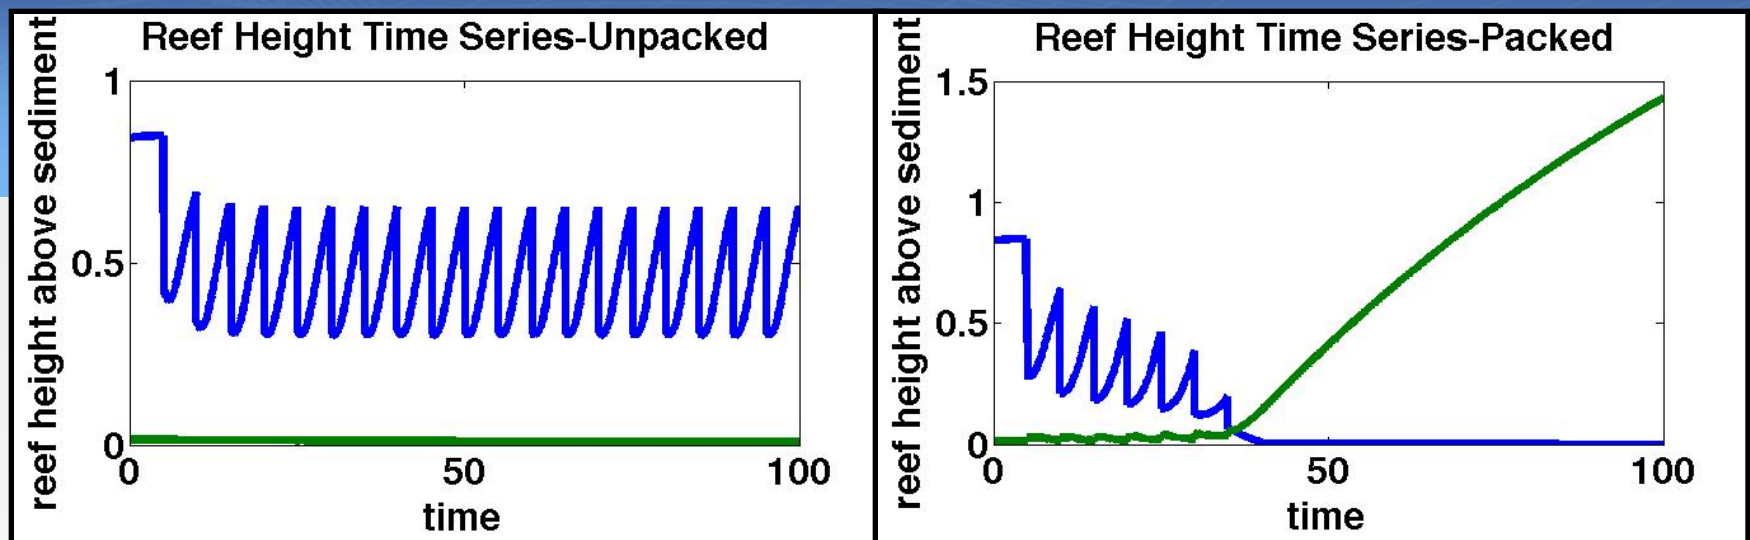 Reef Height Time Series-Unpacked
reef height above sediment
1
0.5
0
0
50
100
time
Reef Height Time Series-Packed
reef height above sediment
1.5
1
0.5
0
0
50
100
time